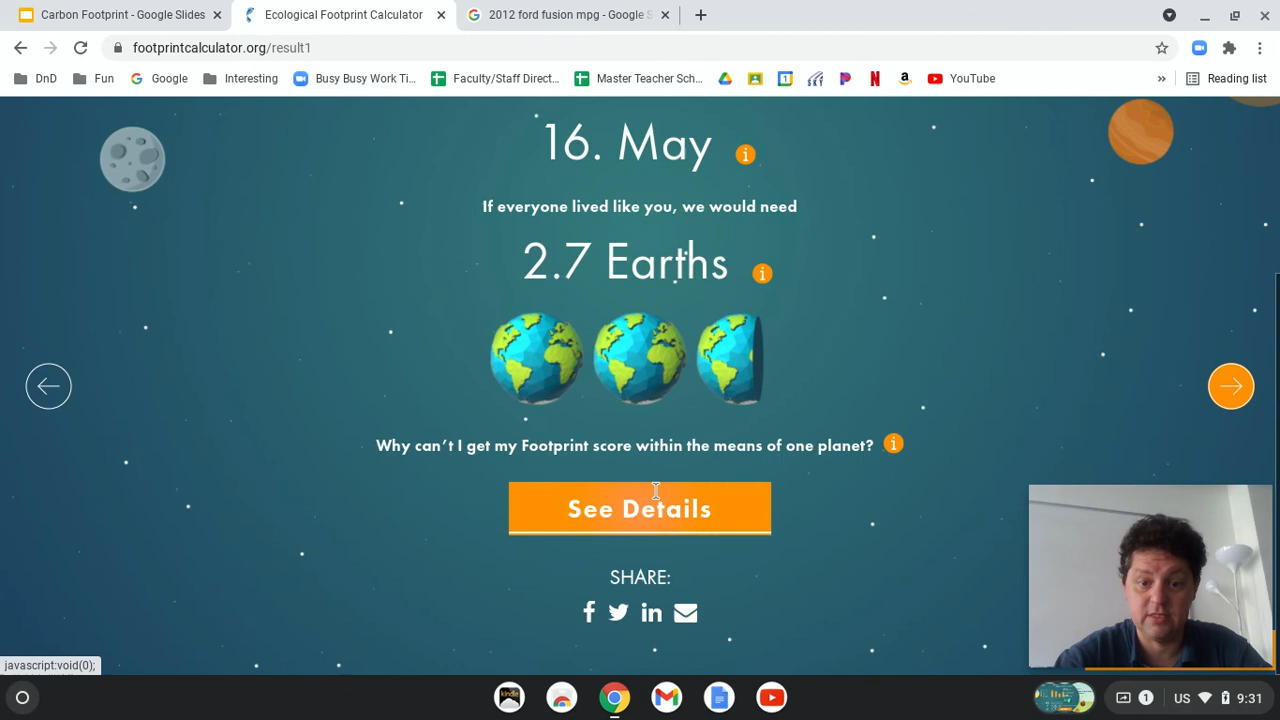 Carbon Footprint - Google Slides
Ecological Footprint Calculator
2012 ford fusion mpg - Google S
footprintcalculator.org/result1
DnD
Fun
Google
Interesting
Busy Busy Work Ti...
Faculty/Staff Direct...
Master Teacher Sch...
YouTube
»
Reading list
16. May
i
If everyone lived like you, we would need
2.7 Earths
i
Why can't I get my Footprint score within the means of one planet?
i
See Details
SHARE:
javascript:void(0);
kindle
1
US
9:31